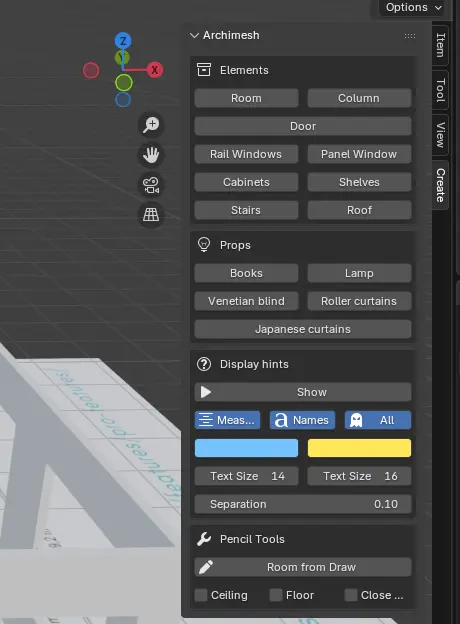 Options
Z
Y
X
Archimesh
Elements
Room Column
Door
Rail Windows Panel Window
Cabinets Shelves
Stairs Roof
Props
Books Lamp
Venetian blind Roller curtains
Japanese curtains
Display hints
Show
Meas... a Names All
Text Size 14 Text Size 16
Separation 0.10
Pencil Tools
Room from Draw
Ceiling Floor Close ...
Item
Tool
View
Create